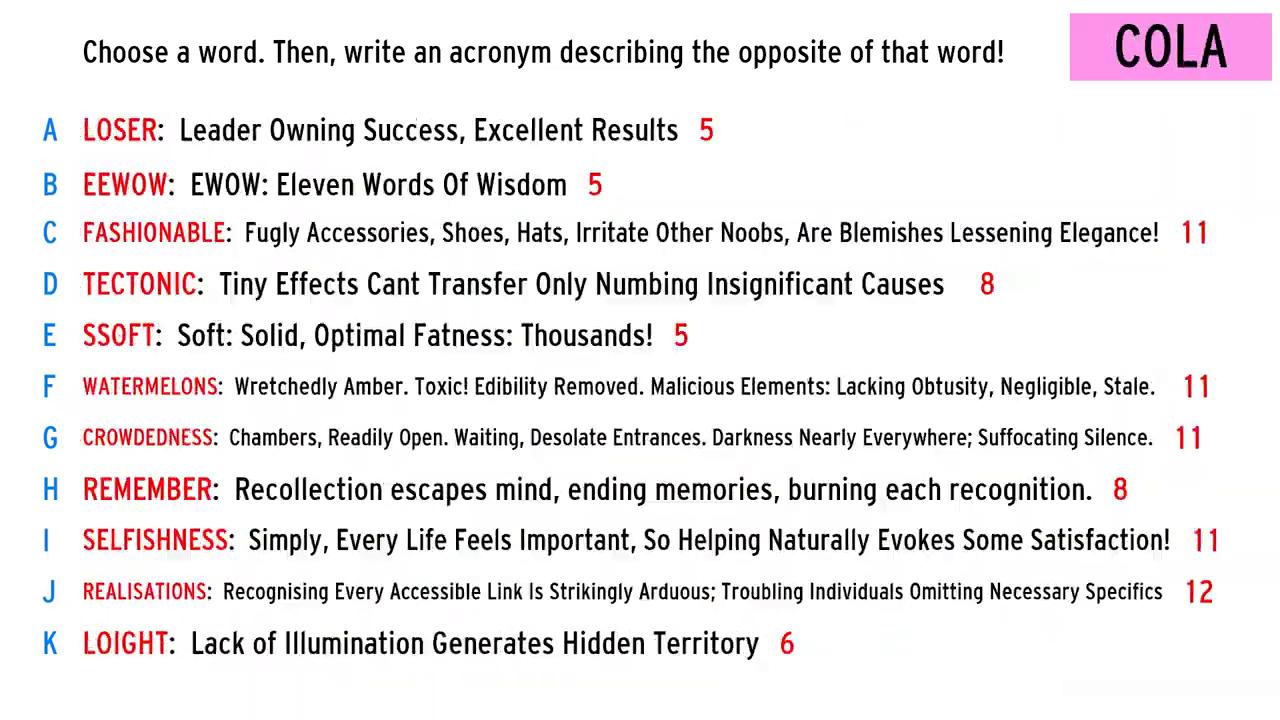 Choose a word. Then, write an acronym describing the opposite of that word!
COLA
A LOSER: Leader Owning Success, Excellent Results 5
B EEWOW: EWOW: Eleven Words Of Wisdom 5
C FASHIONABLE: Fugly Accessories, Shoes, Hats, Irritate Other Noobs, Are Blemishes Lessening Elegance! 11
D TECTONIC: Tiny Effects Cant Transfer Only Numbing Insignificant Causes 8
E SSOFT: Soft: Solid, Optimal Fatness: Thousands! 5
F WATERMELONS: Wretchedly Amber. Toxic! Edibility Removed. Malicious Elements: Lacking Obtusity, Negligible, Stale. 11
G CROWDEDNESS: Chambers, Readily Open. Waiting, Desolate Entrances. Darkness Nearly Everywhere; Suffocating Silence. 11
H REMEMBER: Recollection escapes mind, ending memories, burning each recognition. 8
I SELFISHNESS: Simply, Every Life Feels Important, So Helping Naturally Evokes Some Satisfaction! 11
J REALISATIONS: Recognising Every Accessible Link Is Strikingly Arduous; Troubling Individuals Omitting Necessary Specifics 12
K LOIGHT: Lack of Illumination Generates Hidden Territory 6